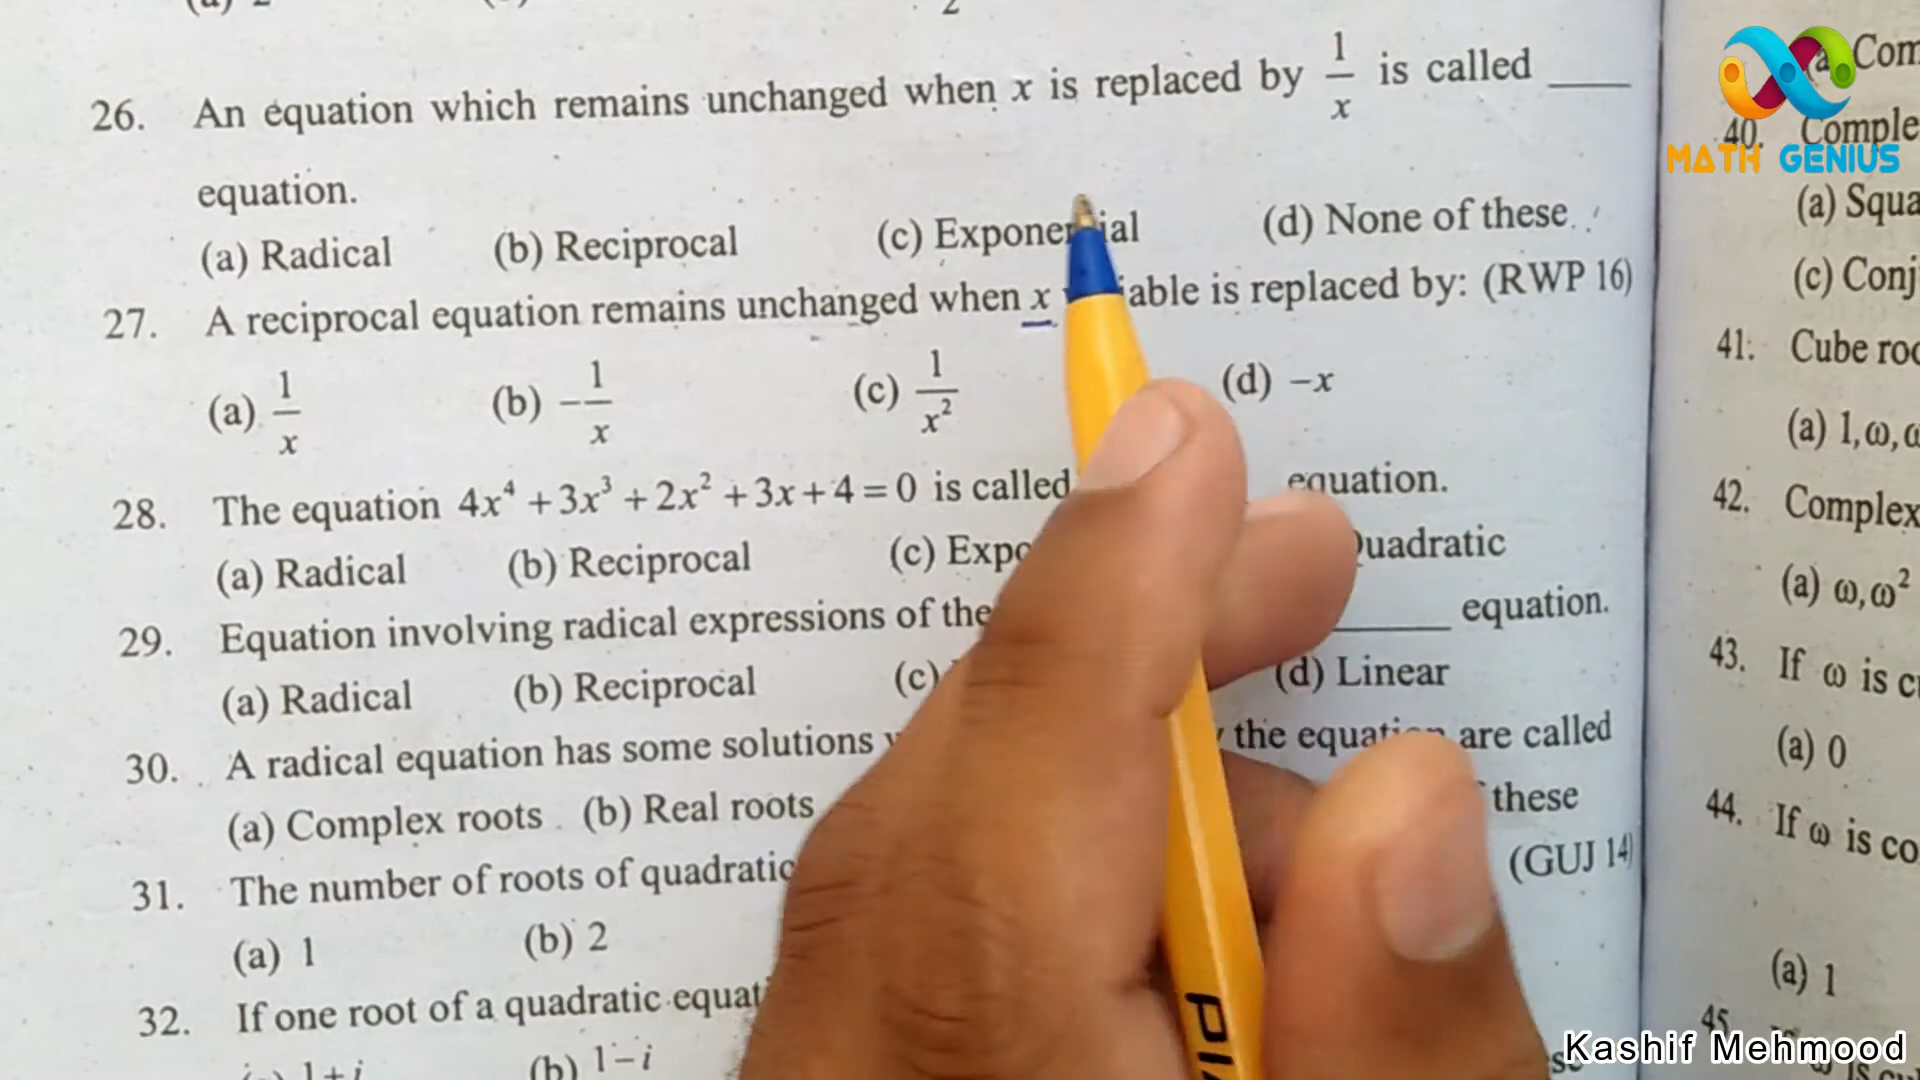 26. An equation which remains unchanged when x is replaced by 1/x is called ____
equation.
(a) Radical (b) Reciprocal (c) Exponential (d) None of these
27. A reciprocal equation remains unchanged when x variable is replaced by: (RWP 16)
(a) 1/x (b) -1/x (c) 1/x² (d) -x
28. The equation 4x⁴ + 3x³ + 2x² + 3x + 4 = 0 is called equation.
(a) Radical (b) Reciprocal (c) Expo uadratic
29. Equation involving radical expressions of the ______ equation.
(a) Radical (b) Reciprocal (c) (d) Linear
30. A radical equation has some solutions the equation are called
(a) Complex roots (b) Real roots these
31. The number of roots of quadratic (GUJ 14)
(a) 1 (b) 2
32. If one root of a quadratic equati
1+i (b) 1-i
(a) Com
40. Comple
(a) Squa
(c) Conj
41. Cube roo
(a) 1,ω,
42. Complex
(a) ω,ω²
43. If ω is c
(a) 0
44. If ω is co
(a) 1
45
MATH GENIUS
Kashif Mehmood